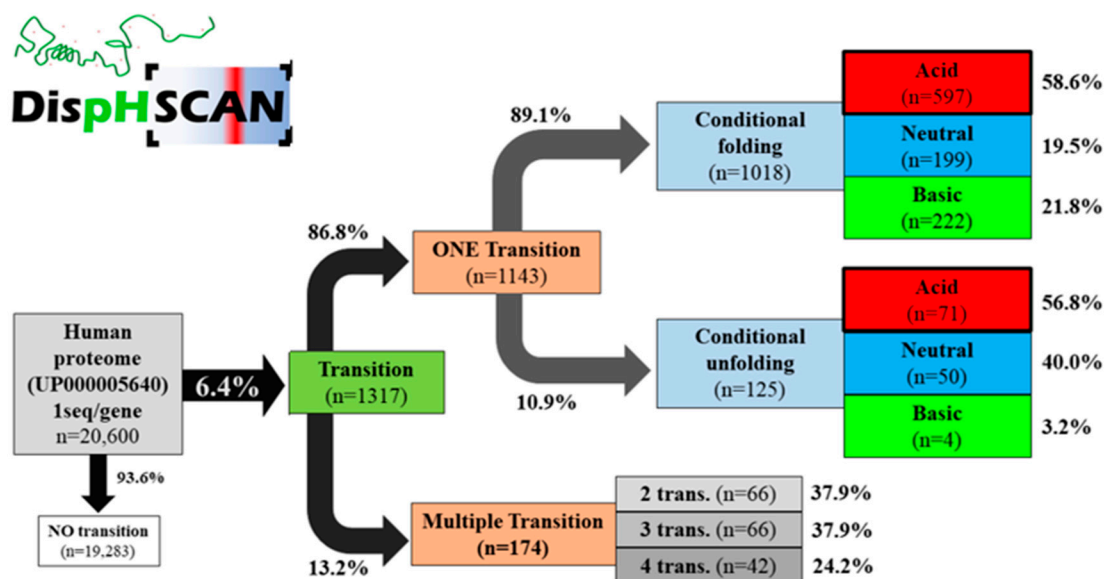 DispHSCAN
Human
proteome
(UP000005640)
1seq/gene
n=20,600
93.6%
NO transition
(n=19,283)
6.4%
Transition
(n=1317)
86.8%
13.2%
ONE Transition
(n=1143)
89.1%
10.9%
Conditional
folding
(n=1018)
Acid
(n=597)
58.6%
Neutral
(n=199)
19.5%
Basic
(n=222)
21.8%
Conditional
unfolding
(n=125)
Acid
(n=71)
56.8%
Neutral
(n=50)
40.0%
Basic
(n=4)
3.2%
Multiple Transition
(n=174)
2 trans. (n=66) 37.9%
3 trans. (n=66) 37.9%
4 trans. (n=42) 24.2%